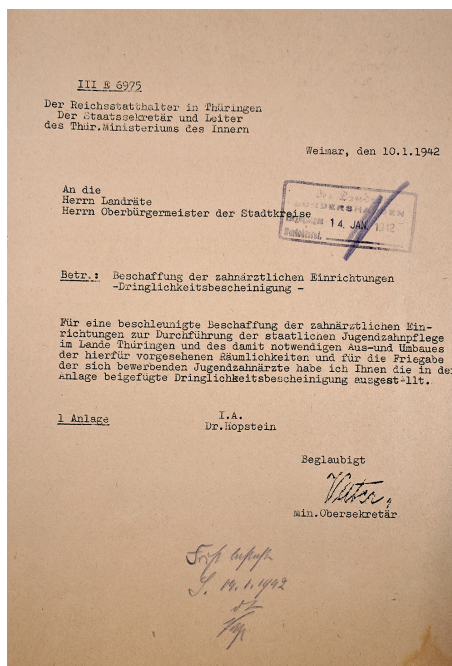 III E 6975
Der Reichsstatthalter in Thüringen
Der Staatssekretär und Leiter
des Thür.Ministeriums des Innern
Weimar, den 10.1.1942
An die
Herrn Landräte
Herrn Oberbürgermeister der Stadtkreise
SONDERSHAUSEN
14. JAN. 1942
Betr.: Beschaffung der zahnärztlichen Einrichtungen
-Dringlichkeitsbescheinigung -
Für eine beschleunigte Beschaffung der zahnärztlichen Ein-
richtungen zur Durchführung der staatlichen Jugendzahnpflege
im Lande Thüringen und des damit notwendigen Aus-und Umbaues
der hierfür vorgesehenen Räumlichkeiten und für die Friegabe
der sich bewerbenden Jugendzahnärzte habe ich Ihnen die in der
Anlage beigefügte Dringlichkeitsbescheinigung ausgestllt.
1 Anlage
I.A.
Dr.Hopstein
Beglaubigt
min.Obersekretär
S. 19.1.1942